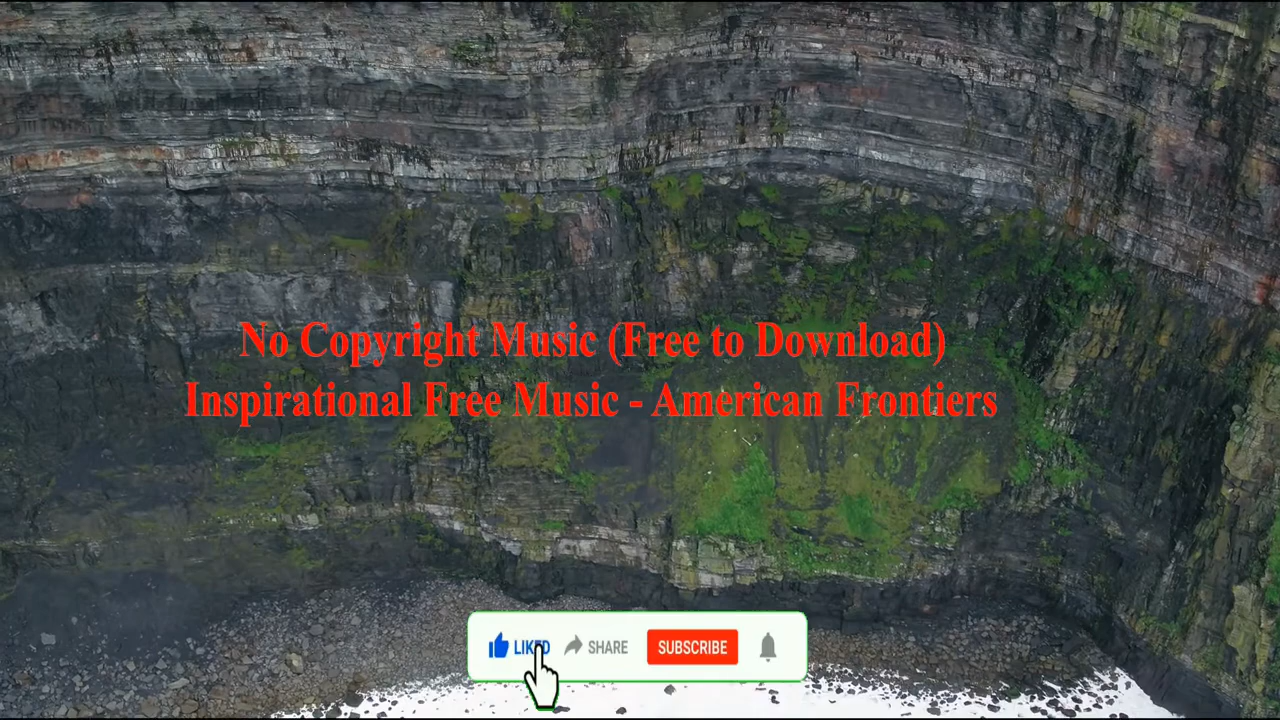 No Copyright Music (Free to Download)
Inspirational Free Music - American Frontiers
LIKED SHARE SUBSCRIBE